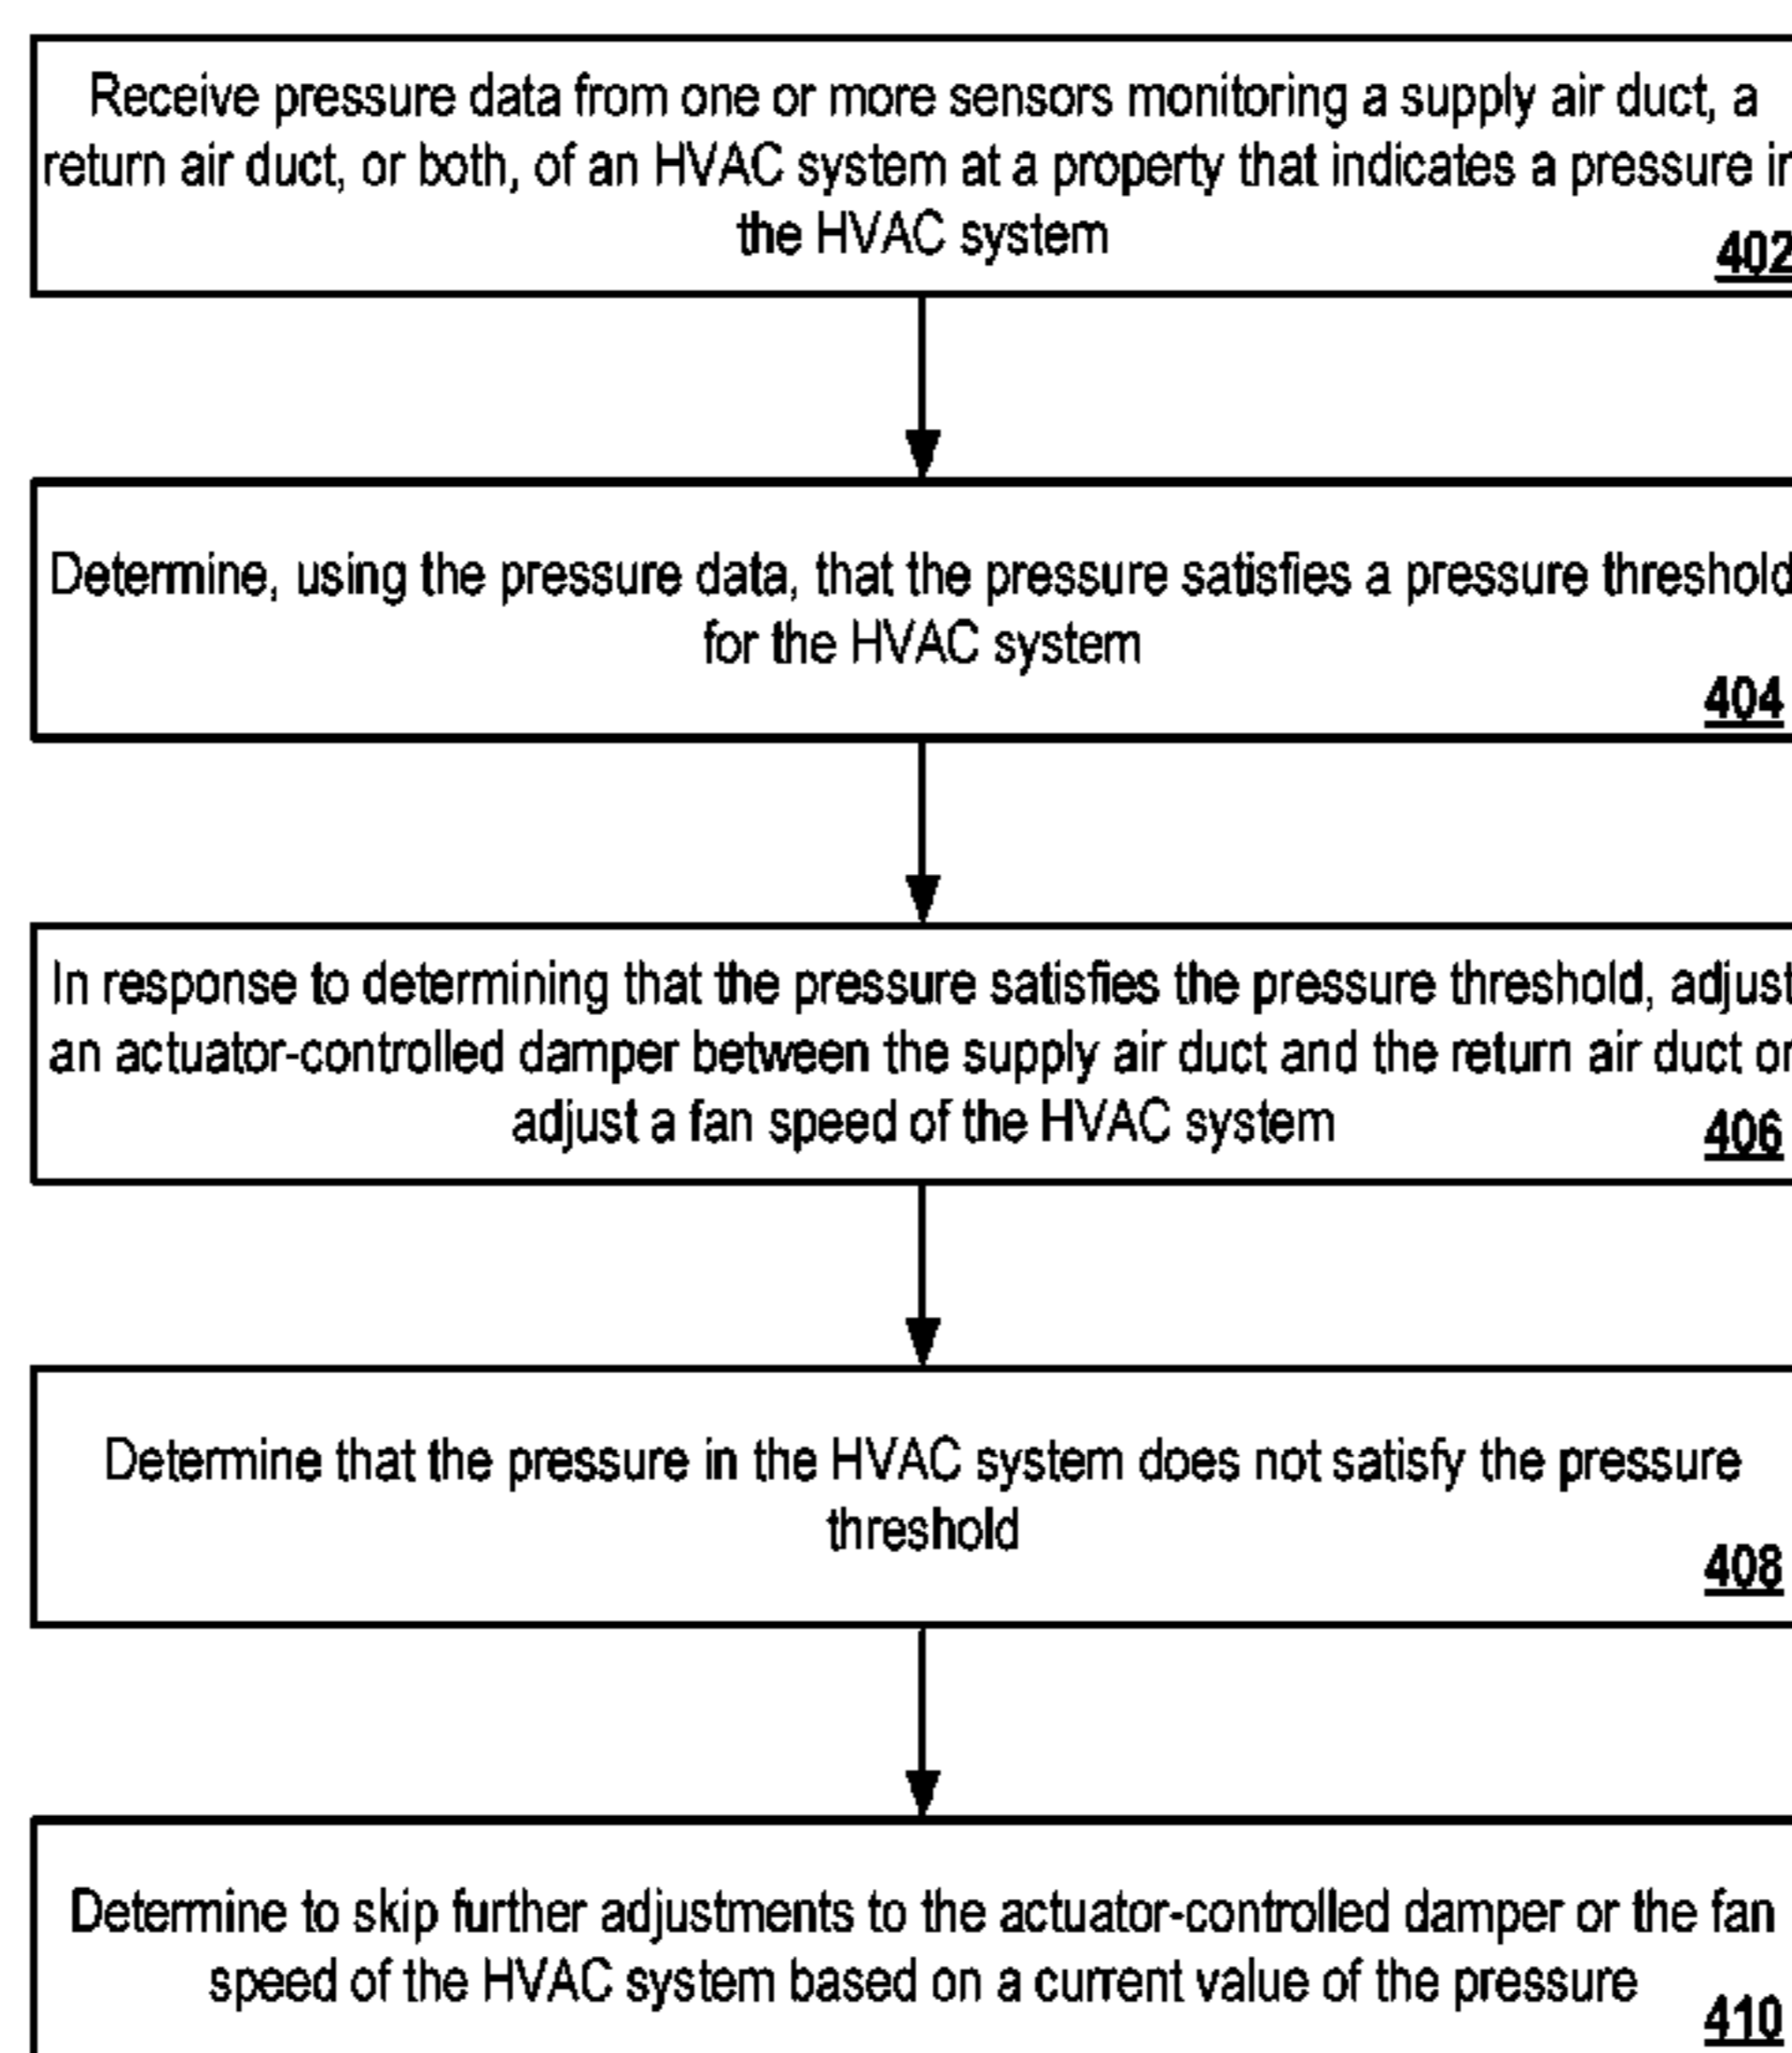 Receive pressure data from one or more sensors monitoring a supply air duct, a
return air duct, or both, of an HVAC system at a property that indicates a pressure in
the HVAC system
402
Determine, using the pressure data, that the pressure satisfies a pressure threshold
for the HVAC system
404
In response to determining that the pressure satisfies the pressure threshold, adjust
an actuator-controlled damper between the supply air duct and the return air duct or
adjust a fan speed of the HVAC system
406
Determine that the pressure in the HVAC system does not satisfy the pressure
threshold
408
Determine to skip further adjustments to the actuator-controlled damper or the fan
speed of the HVAC system based on a current value of the pressure
410